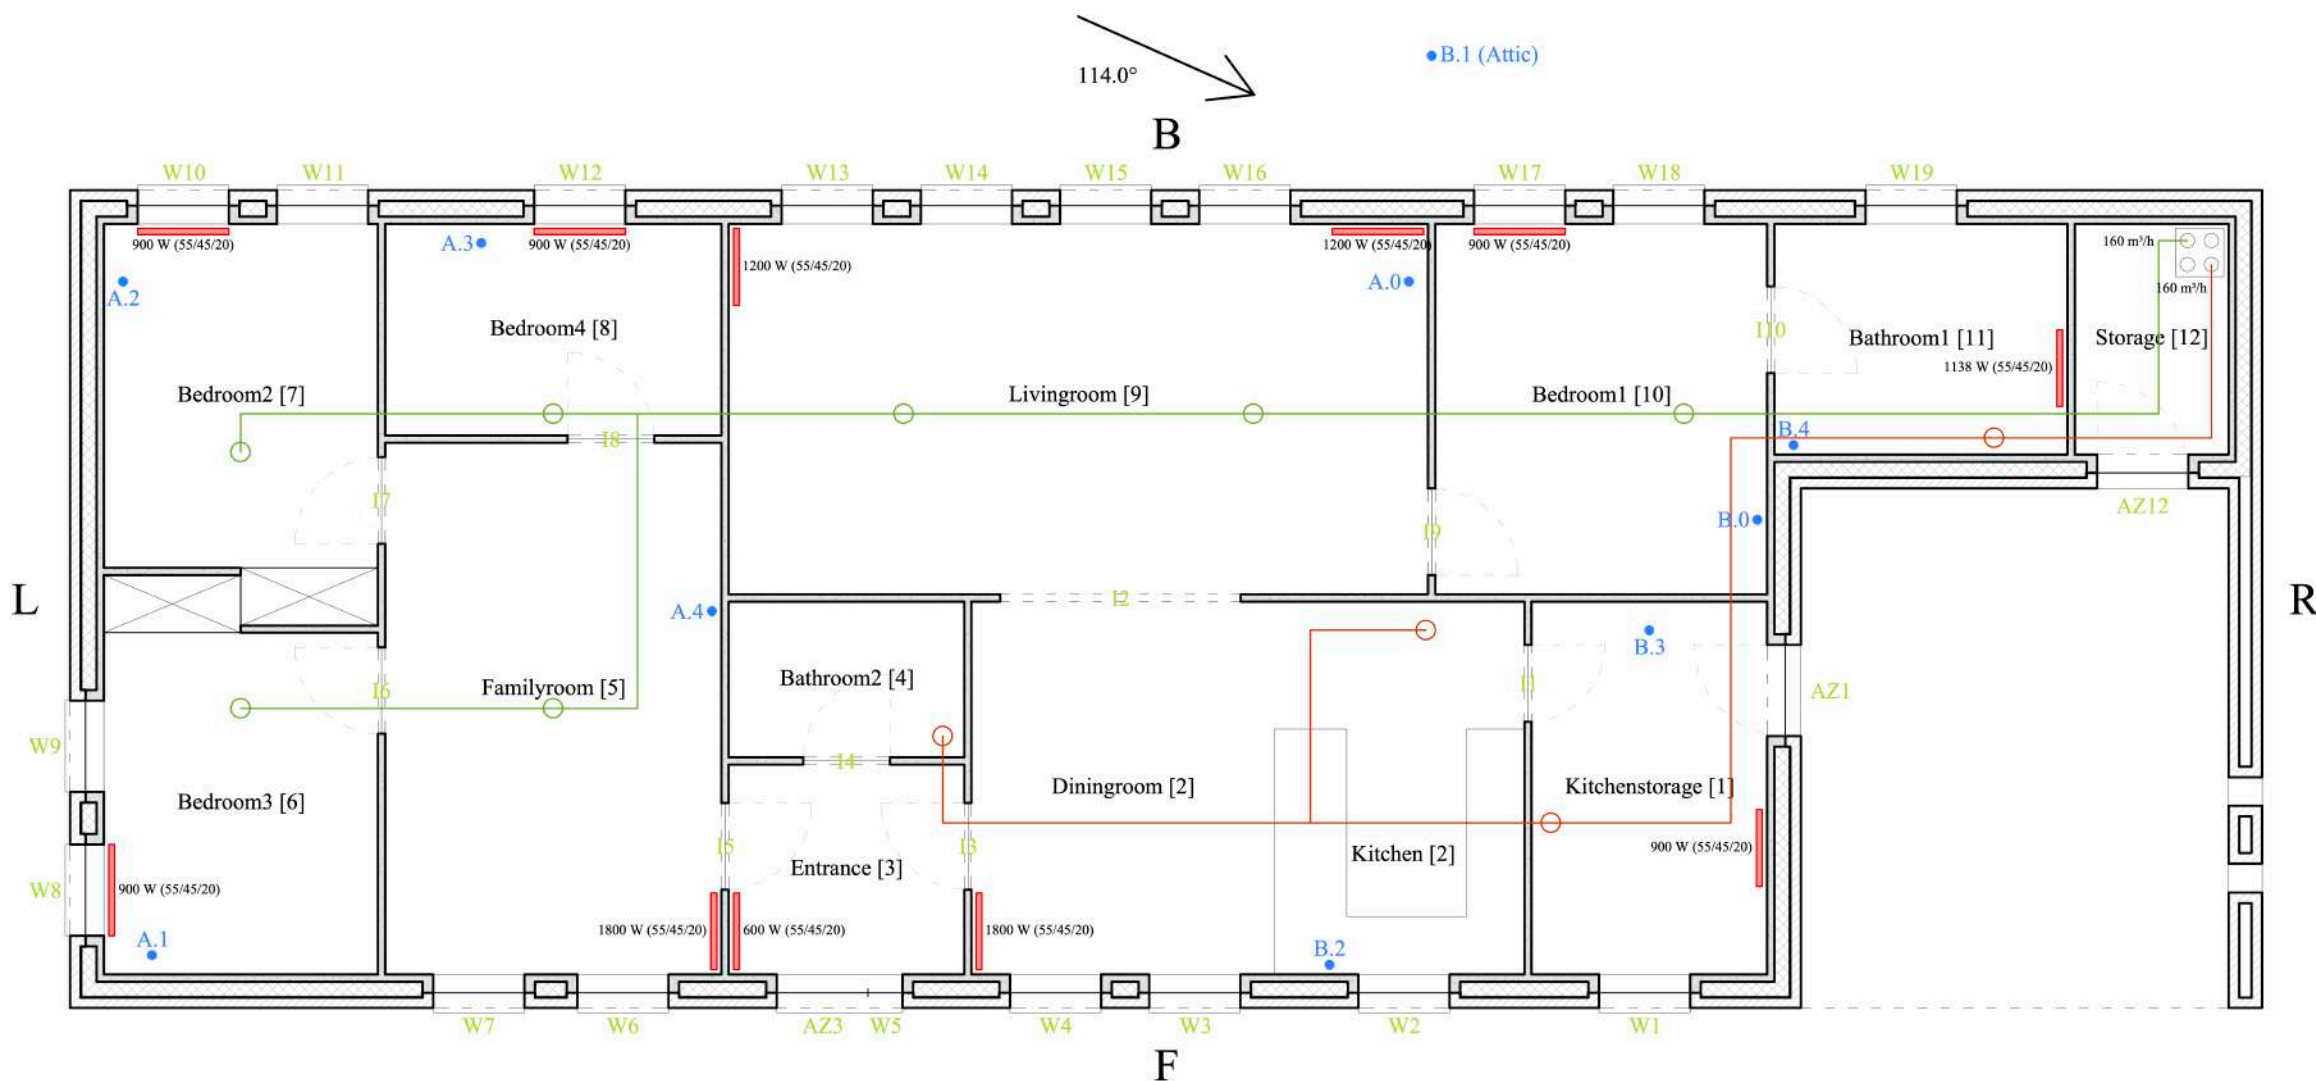 B.1 (Attic)
114.0°
B
W10
W11
W12
W13
W14
W15
W16
W17
W18
W19
900 W (55/45/20)
A.3
900 W (55/45/20)
1200 W (55/45/20)
1200 W (55/45/20)
900 W (55/45/20)
160 m³/h
160 m³/h
A.2
A.0
Bedroom4 [8]
I10
Bathroom1 [11]
Storage [12]
1138 W (55/45/20)
Bedroom2 [7]
Livingroom [9]
Bedroom1 [10]
I8
B.4
I7
I9
B.0
AZ12
L
I2
R
A.4
B.3
Bathroom2 [4]
Familyroom [5]
I6
I1
AZ1
W9
Bedroom3 [6]
Diningroom [2]
Kitchenstorage [1]
I4
I5
I3
Entrance [3]
Kitchen [2]
900 W (55/45/20)
W8
900 W (55/45/20)
1800 W (55/45/20)
600 W (55/45/20)
1800 W (55/45/20)
A.1
B.2
W7
W6
AZ3
W5
W4
W3
W2
W1
F